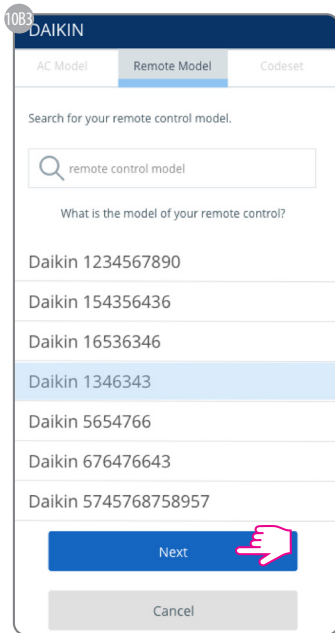 10B3
DAIKIN
AC Model Remote Model Codeset
Search for your remote control model.
remote control model
What is the model of your remote control?
Daikin 1234567890
Daikin 154356436
Daikin 16536346
Daikin 1346343
Daikin 5654766
Daikin 676476643
Daikin 5745768758957
Next
Cancel